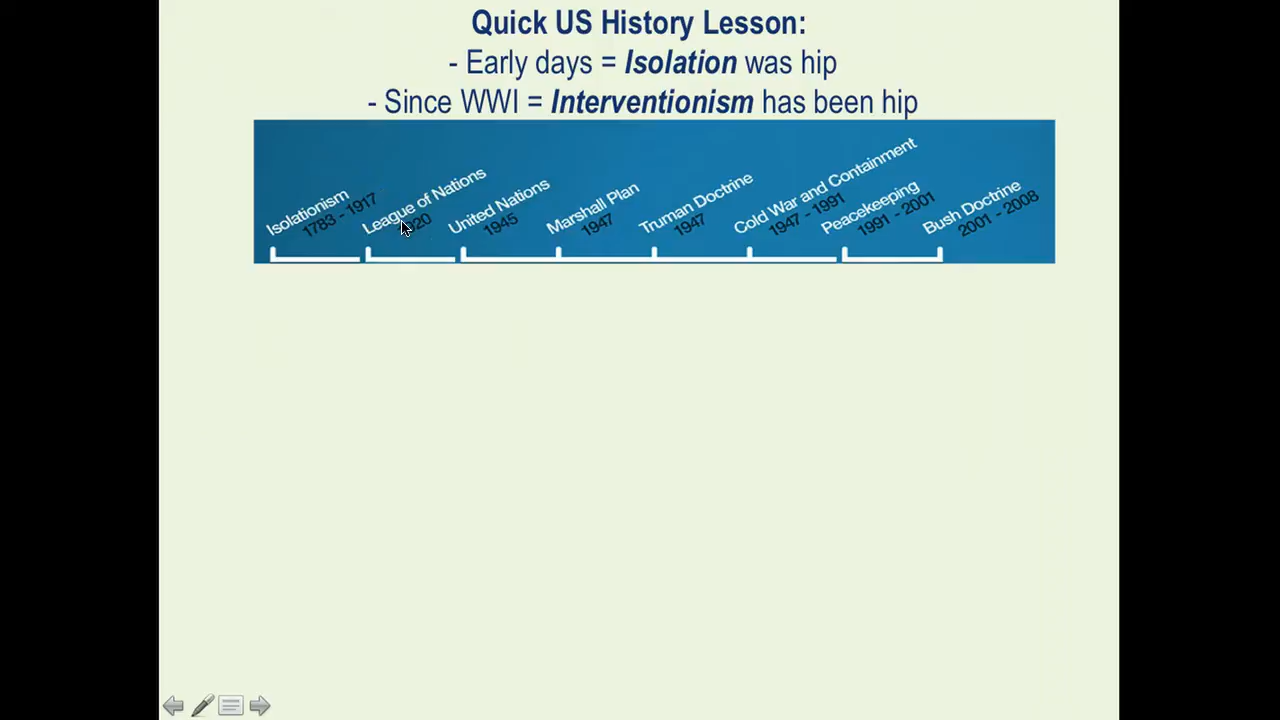 Quick US History Lesson:
- Early days = Isolation was hip
- Since WWI = Interventionism has been hip
Isolationism
1783 - 1917
League of Nations
United Nations
1945
Marshall Plan
1947
Truman Doctrine
1947
Cold War and Containment
1947 - 1991
Peacekeeping
1991 - 2001
Bush Doctrine
2001 - 2008